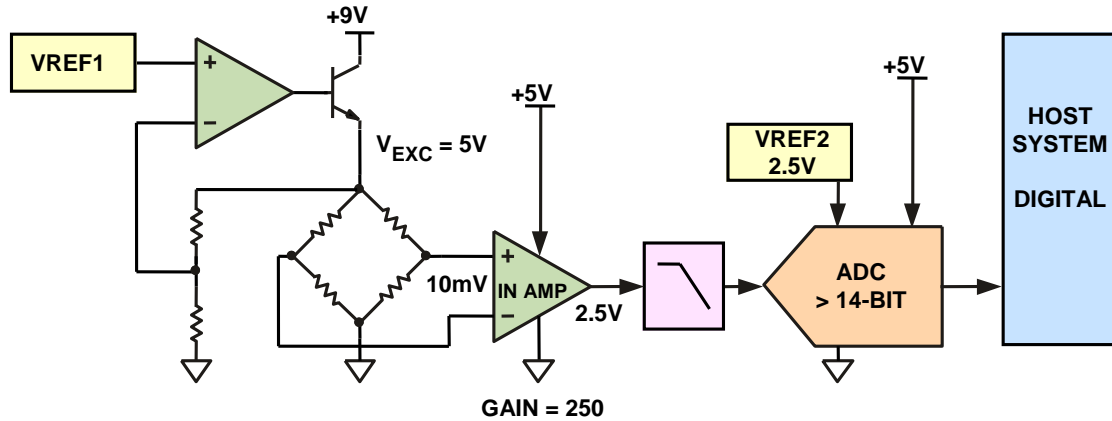 +9V
VREF1
+
−
V_EXC = 5V
+5V
+5V
VREF2
2.5V
HOST
SYSTEM
DIGITAL
+
10mV
IN AMP
−
2.5V
ADC
> 14-BIT
GAIN = 250